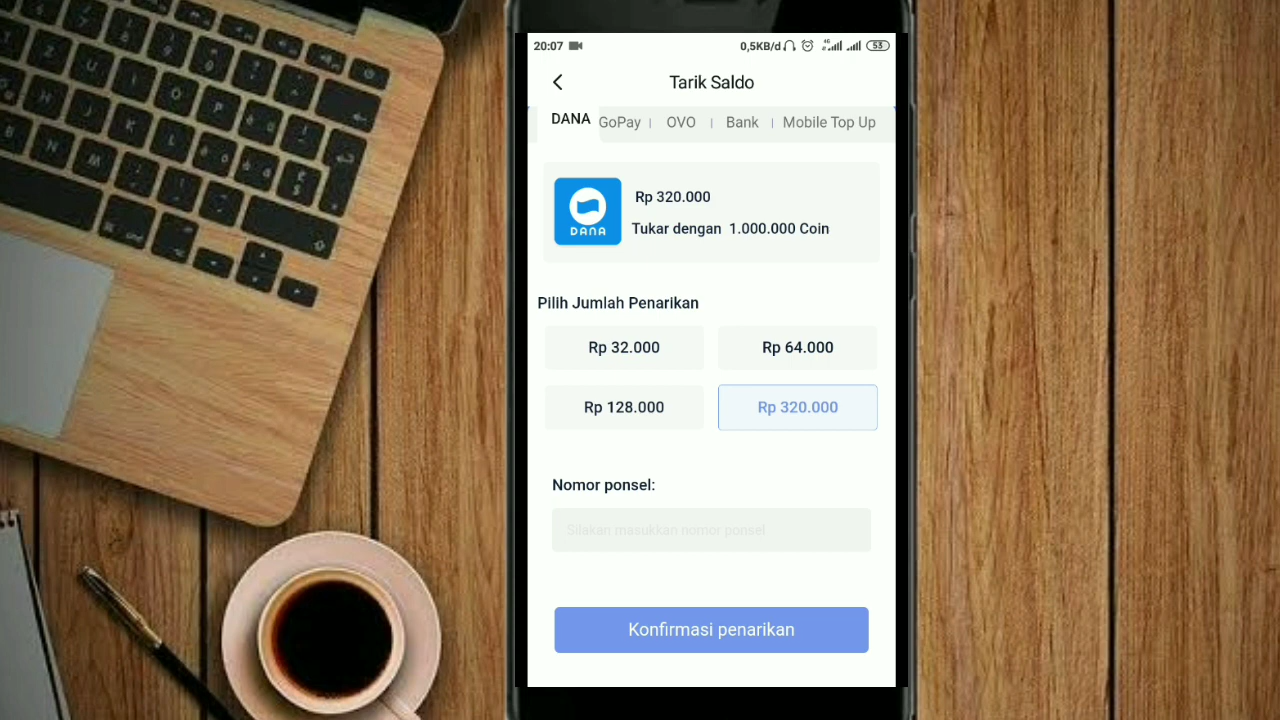 20:07 0,5KB/d 4G 53
Tarik Saldo
DANA GoPay | OVO | Bank | Mobile Top Up
Rp 320.000
DANA
Tukar dengan 1.000.000 Coin
Pilih Jumlah Penarikan
Rp 32.000 Rp 64.000
Rp 128.000 Rp 320.000
Nomor ponsel:
Silakan masukkan nomor ponsel
Konfirmasi penarikan